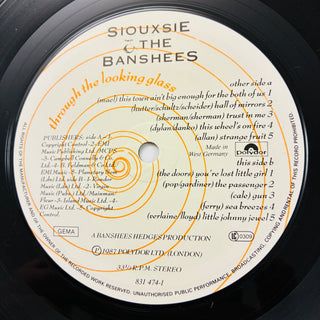 SIOUXSIE
& THE
BANSHEES
through the looking glass
other side a
(mael) this town ain't big enough for the both of us 1
(hutter/schultz/scheider) hall of mirrors 2
(sherman/sherman) trust in me 3
(dylan/danko) this wheel's on fire 4
(allan) strange fruit 5
Made in
West Germany
Polydor
this side b
(the doors) you're lost little girl 1
(pop/gardiner) the passenger 2
(cale) gun 3
(ferry) sea breezes 4
(verlaine/lloyd) little johnny jewel 5
PUBLISHERS: side A-1
Copyright Control -2 EMI
Music Publishing Ltd./MCPS
-3 Campbell Connelly & Co.
Ltd. -4 B. Feldman & Co. Ltd/
EMI Music -5 Planetary Nom
(Ldn) Ltd. side B -1 Rondor
Music (Ldn) Ltd. -2 Virgin
Music (Pubs) Ltd./
Fleur -3 Island Music Ltd. -4
EG Music Ltd. -5 Copyright
Control.
GEMA
A BANSHEES HEDGES PRODUCTION
Ⓟ 1987 POLYDOR LTD. (LONDON)
33⅓ R.P.M. STEREO
831 474-1
0309
ALL RIGHTS OF THE MANUFACTURER AND OF THE OWNER OF THE RECORDED WORK RESERVED. UNAUTHORISED PUBLIC PERFORMANCE, BROADCASTING, COPYING AND RENTAL OF THIS RECORD PROHIBITED.